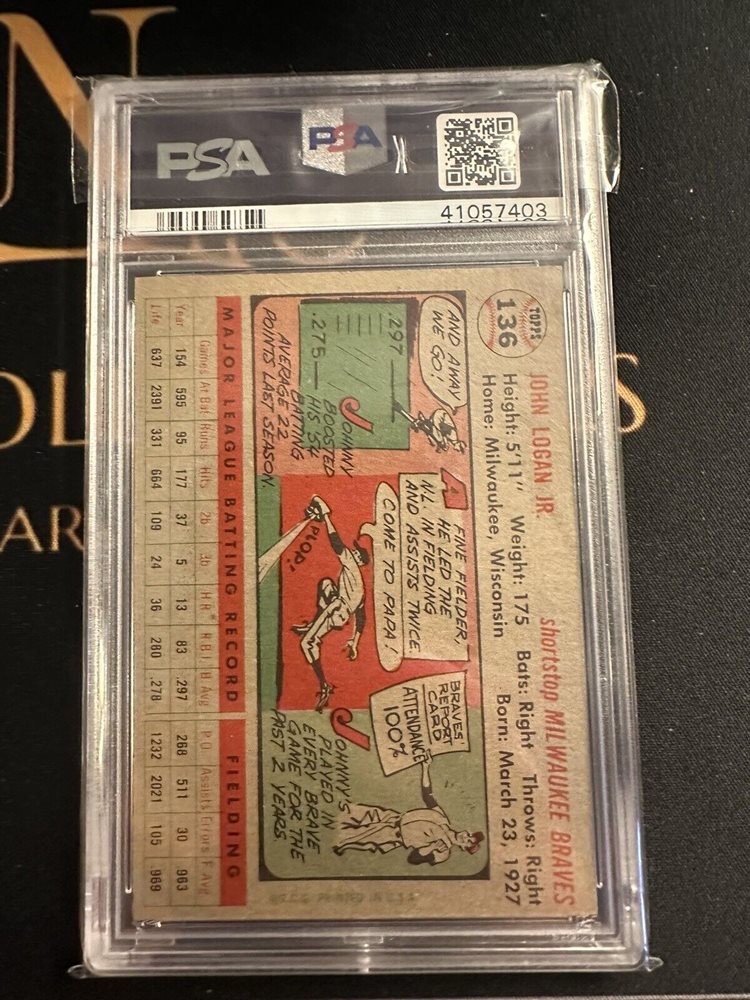 N
OL
S
AR
PSA
PSA
41057403
TOPPS
136
JOHN LOGAN JR.
shortstop MILWAUKEE BRAVES
Height: 5'11" Weight: 175 Bats: Right Throws: Right
Home: Milwaukee, Wisconsin Born: March 23, 1927
AND AWAY
WE GO!
.297
.275
JOHNNY
BOOSTED
HIS '54
BATTING
AVERAGE 22
POINTS LAST SEASON.
A FINE FIELDER,
HE LED THE
N.L. IN FIELDING
AND ASSISTS TWICE.
COME TO PAPA!
PLOP!
BRAVES
REPORT
CARD
ATTENDANCE
100%
JOHNNY'S
PLAYED IN
EVERY BRAVE
GAME FOR THE
PAST 2 YEARS.
MAJOR LEAGUE BATTING RECORD FIELDING
Games At Bat Runs Hits 2B 3b HR RBI B Avg P.O. Assists Errors F. Avg
Year 154 595 95 177 37 5 13 83 .297 268 511 30 .963
Life 637 2391 331 664 109 24 36 280 .278 1232 2021 105 .969
PRINTED IN U.S.A.